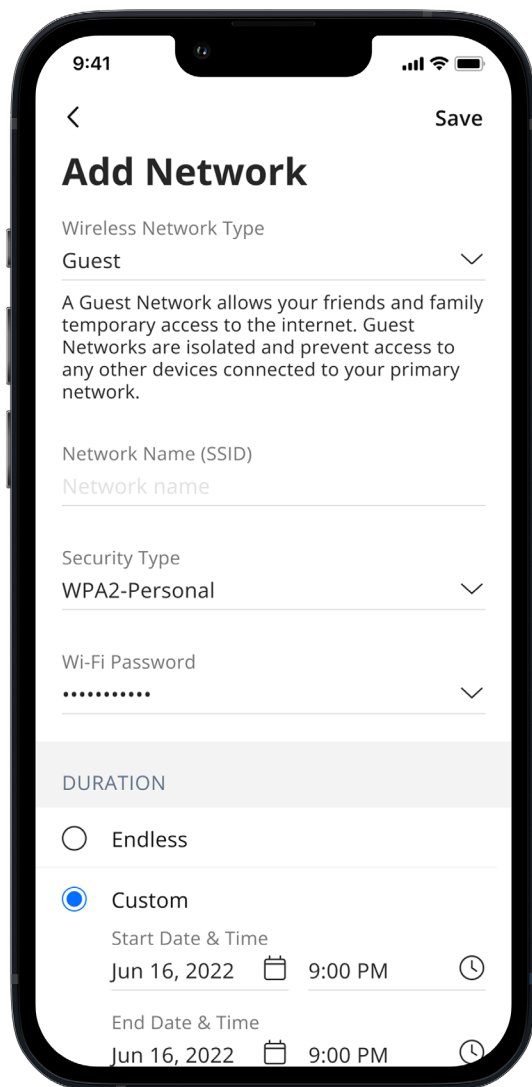 9:41
Save
Add Network
Wireless Network Type
Guest
A Guest Network allows your friends and family
temporary access to the internet. Guest
Networks are isolated and prevent access to
any other devices connected to your primary
network.
Network Name (SSID)
Network name
Security Type
WPA2-Personal
Wi-Fi Password
•••••••••••
DURATION
Endless
Custom
Start Date & Time
Jun 16, 2022 9:00 PM
End Date & Time
Jun 16, 2022 9:00 PM